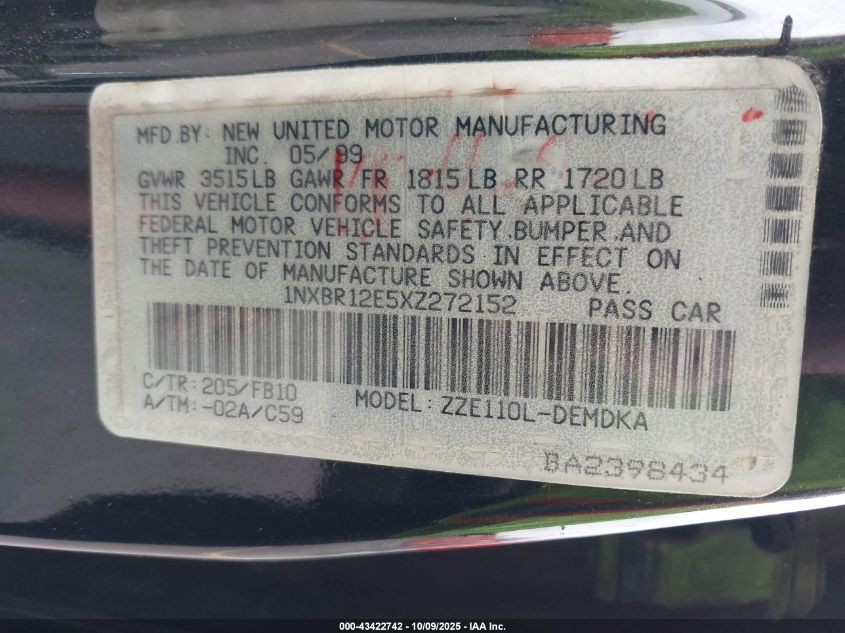 MFD.BY: NEW UNITED MOTOR MANUFACTURING
INC. 05/99
GVWR 3515LB GAWR FR 1815LB RR 1720LB
THIS VEHICLE CONFORMS TO ALL APPLICABLE
FEDERAL MOTOR VEHICLE SAFETY,BUMPER,AND
THEFT PREVENTION STANDARDS IN EFFECT ON
THE DATE OF MANUFACTURE SHOWN ABOVE.
1NXBR12E5XZ272152 PASS CAR
C/TR:205/FB10
A/TM:-02A/C59 MODEL:ZZE110L-DEMDKA
BA2398434
000-43422742 - 10/09/2025 - IAA Inc.